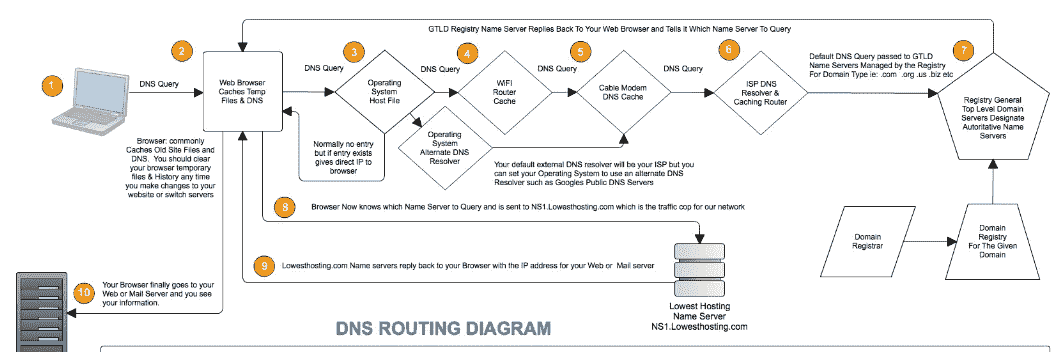 GTLD Registry Name Server Replies Back To Your Web Browser and Tells It Which Name Server To Query
1
DNS Query
2
Web Browser
Caches Temp
Files & DNS
DNS Query
3
Operating
System
Host File
DNS Query
4
WIFI
Router
Cache
DNS Query
5
Cable Modem
DNS Cache
DNS Query
6
ISP DNS
Resolver &
Caching Router
Default DNS Query passed to GTLD
Name Servers Managed by the Registry
For Domain Type ie: .com .org .us .biz etc
7
Registry General
Top Level Domain
Servers Designate
Autoritative Name
Servers
Browser: commonly
Caches Old Site Files and
DNS. You should clear
your browser temporary
files & History any time
you make changes to your
website or switch servers
Normally no entry
but if entry exists
gives direct IP to
browser
Operating
System
Alternate DNS
Resolver
Your default external DNS resolver will be your ISP but you
can set your Operating System to use an alternate DNS
Resolver such as Googles Public DNS Servers
8
Browser Now knows which Name Server to Query and is sent to NS1.Lowesthosting.com which is the traffic cop for our network
Domain
Registrar
Domain
Registry
For The Given
Domain
9
Lowesthosting.com Name servers reply back to your Browser with the IP address for your Web or Mail server
10
Your Browser finally goes to your
Web or Mail Server and you see
your information.
Lowest Hosting
Name Server
NS1.Lowesthosting.com
DNS ROUTING DIAGRAM